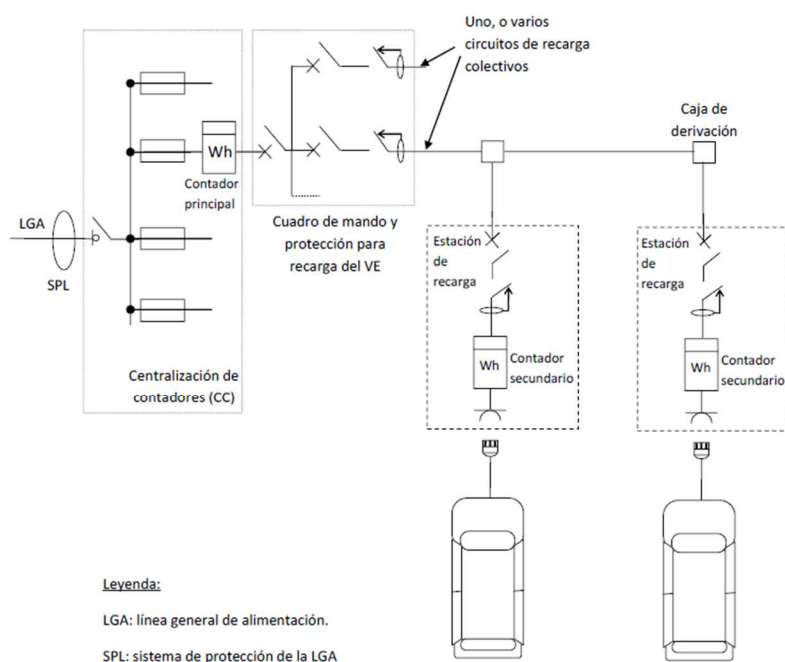 Uno, o varios
circuitos de recarga
colectivos
Caja de
derivación
Wh
Contador
principal
LGA
SPL
Cuadro de mando y
protección para
recarga del VE
Centralización de
contadores (CC)
Estación
de
recarga
Wh
Contador
secundario
Estación
de
recarga
Wh
Contador
secundario
Leyenda:
LGA: línea general de alimentación.
SPL: sistema de protección de la LGA